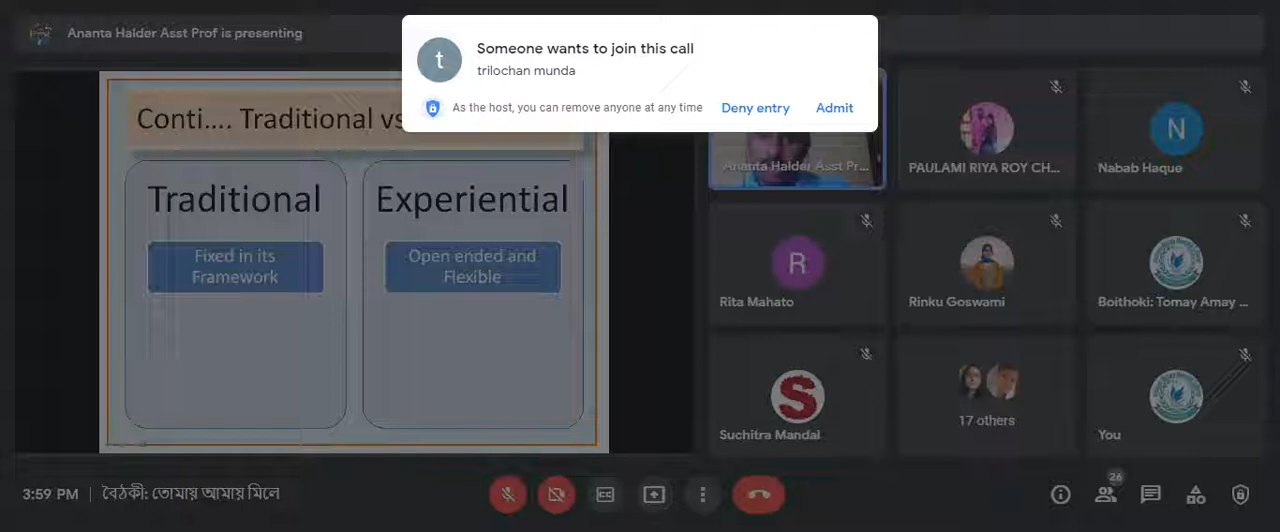 Ananta Halder Asst Prof is presenting
t
Someone wants to join this call
trilochan munda
As the host, you can remove anyone at any time
Deny entry
Admit
Conti.... Traditional vs
Traditional
Fixed in its
Framework
Experiential
Open ended and
Flexible
Ananta Halder Asst Pr...
PAULAMI RIYA ROY CH...
N
Nabab Haque
R
Rita Mahato
Rinku Goswami
Boithoki: Tomay Amay ...
S
Suchitra Mandal
17 others
You
3:59 PM | বৈঠকী: তোমায় আমায় মিলে
CC
26